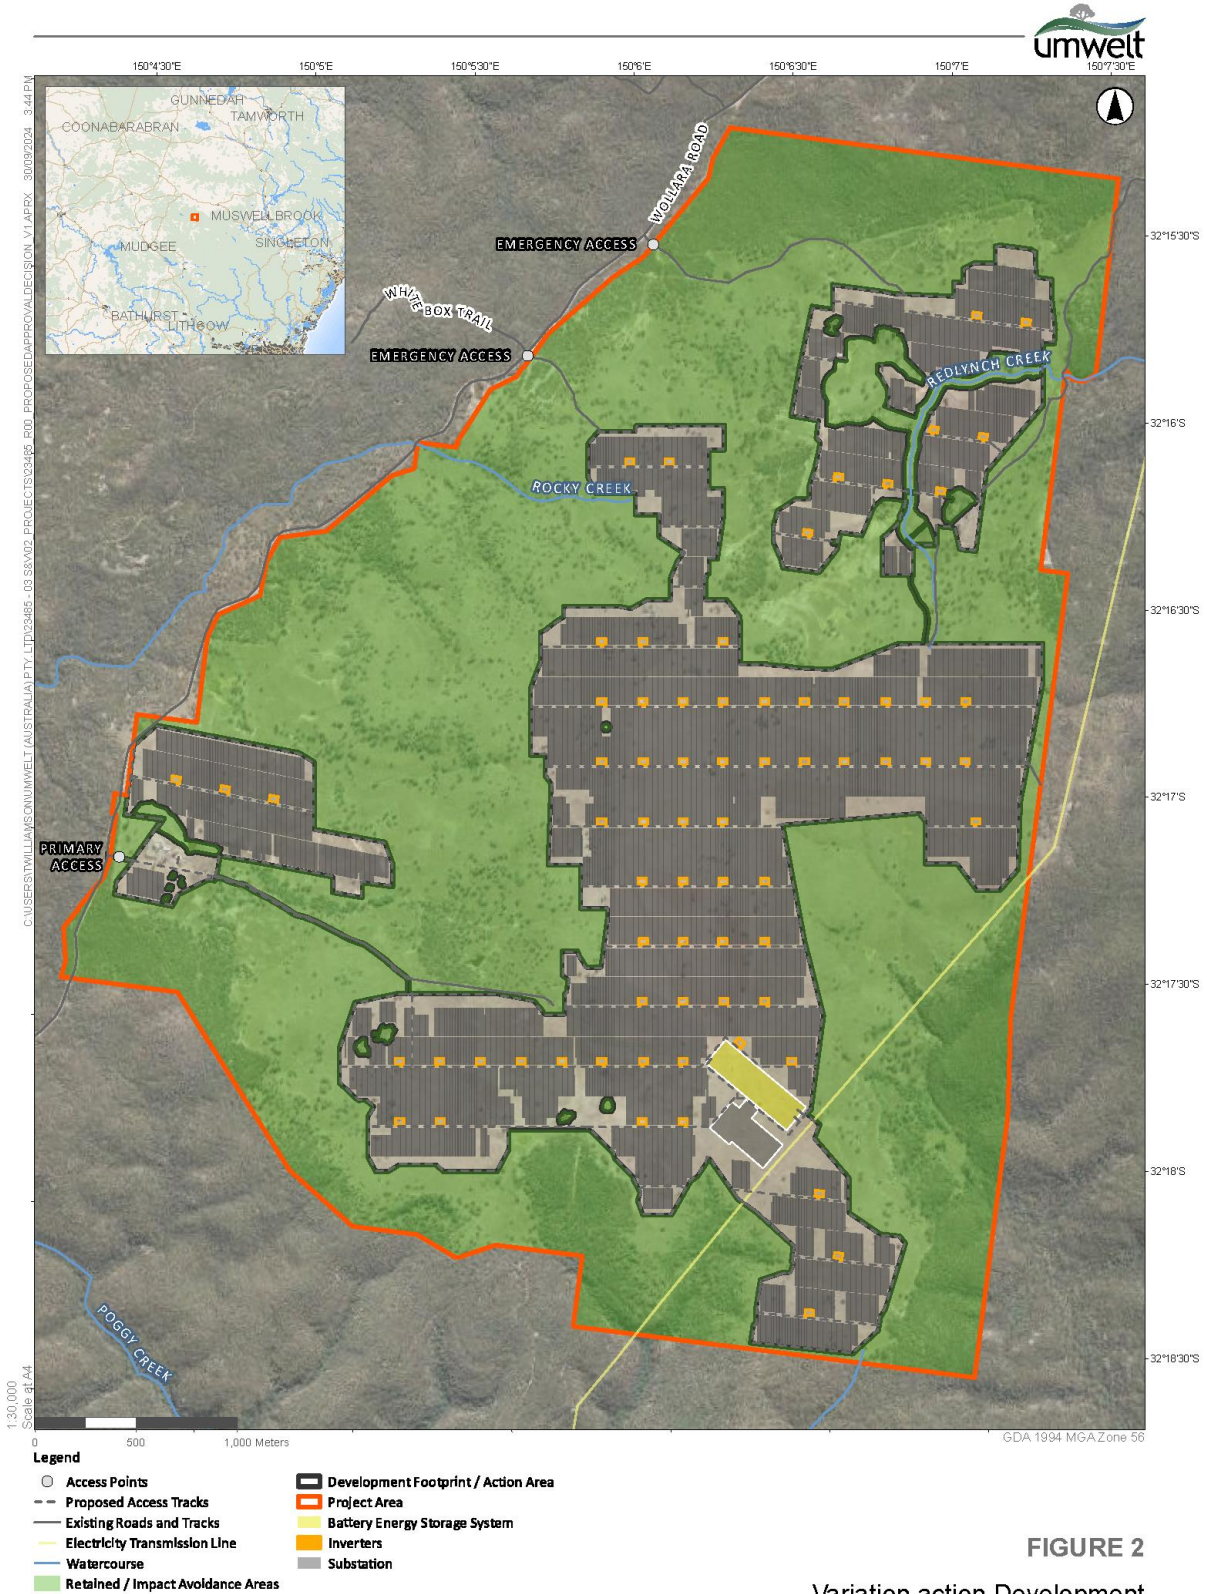 umwelt
150°4'30"E 150°5'E 150°5'30"E 150°6'E 150°6'30"E 150°7'E 150°7'30"E
GUNNEDAH
TAMWORTH
COONABARABRAN
MUSWELLBROOK
MUDGEE
SINGLETON
BATHURST
LITHGOW
WOLLARA ROAD
EMERGENCY ACCESS
WHITE BOX TRAIL
EMERGENCY ACCESS
REDLYNCH CREEK
ROCKY CREEK
PRIMARY
ACCESS
POGGY CREEK
32°15'30"S
32°16'S
32°16'30"S
32°17'S
32°17'30"S
32°18'S
32°18'30"S
1:30,000
Scale at A4
0 500 1,000 Meters
GDA 1994 MGA Zone 56
Legend
Access Points
Proposed Access Tracks
Existing Roads and Tracks
Electricity Transmission Line
Watercourse
Retained / Impact Avoidance Areas
Development Footprint / Action Area
Project Area
Battery Energy Storage System
Inverters
Substation
FIGURE 2
Variation action Development